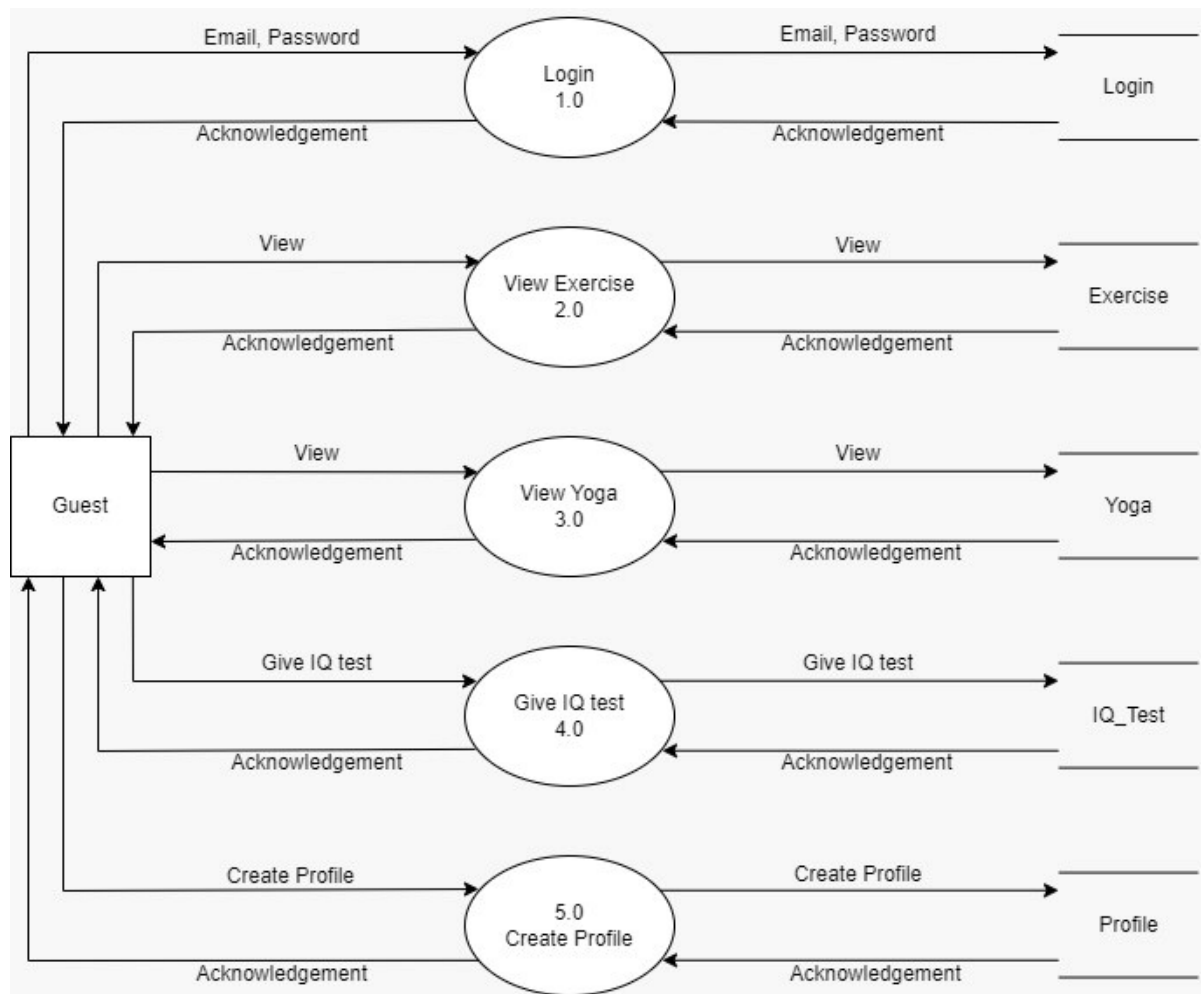 Email, Password
Email, Password
Login
1.0
Login
Acknowledgement
Acknowledgement
View
View
View Exercise
2.0
Exercise
Acknowledgement
Acknowledgement
View
View
Guest
View Yoga
3.0
Yoga
Acknowledgement
Acknowledgement
Give IQ test
Give IQ test
Give IQ test
4.0
IQ_Test
Acknowledgement
Acknowledgement
Create Profile
Create Profile
5.0
Create Profile
Profile
Acknowledgement
Acknowledgement